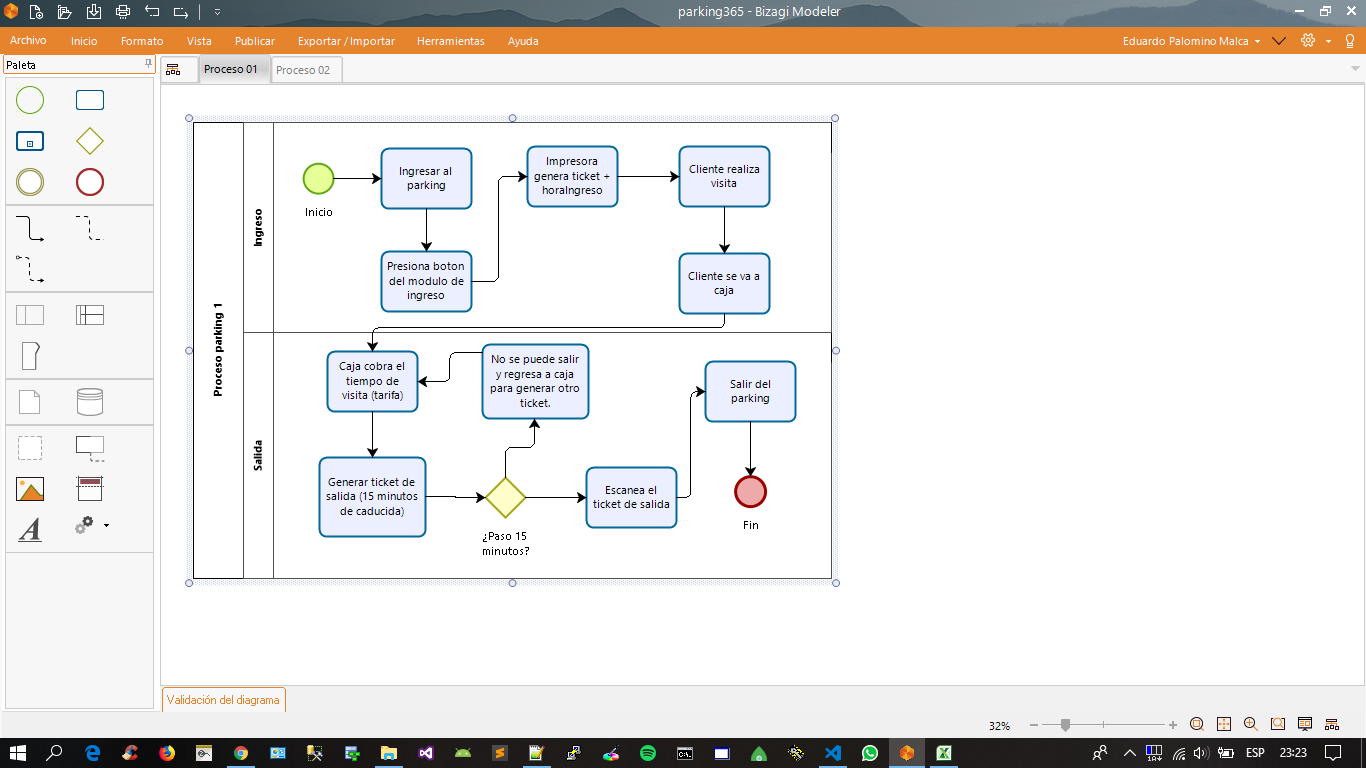 parking365 - Bizagi Modeler
Archivo
Inicio
Formato
Vista
Publicar
Exportar / Importar
Herramientas
Ayuda
Eduardo Palomino Malca
Paleta
Proceso 01
Proceso 02
Proceso parking 1
Ingreso
Inicio
Ingresar al
parking
Presiona boton
del modulo de
ingreso
Impresora
genera ticket +
horaIngreso
Cliente realiza
visita
Cliente se va a
caja
Salida
Caja cobra el
tiempo de
visita (tarifa)
No se puede salir
y regresa a caja
para generar otro
ticket.
Generar ticket de
salida (15 minutos
de caducida)
¿Paso 15
minutos?
Escanea el
ticket de salida
Salir del
parking
Fin
Validación del diagrama
32%
ESP
23:23